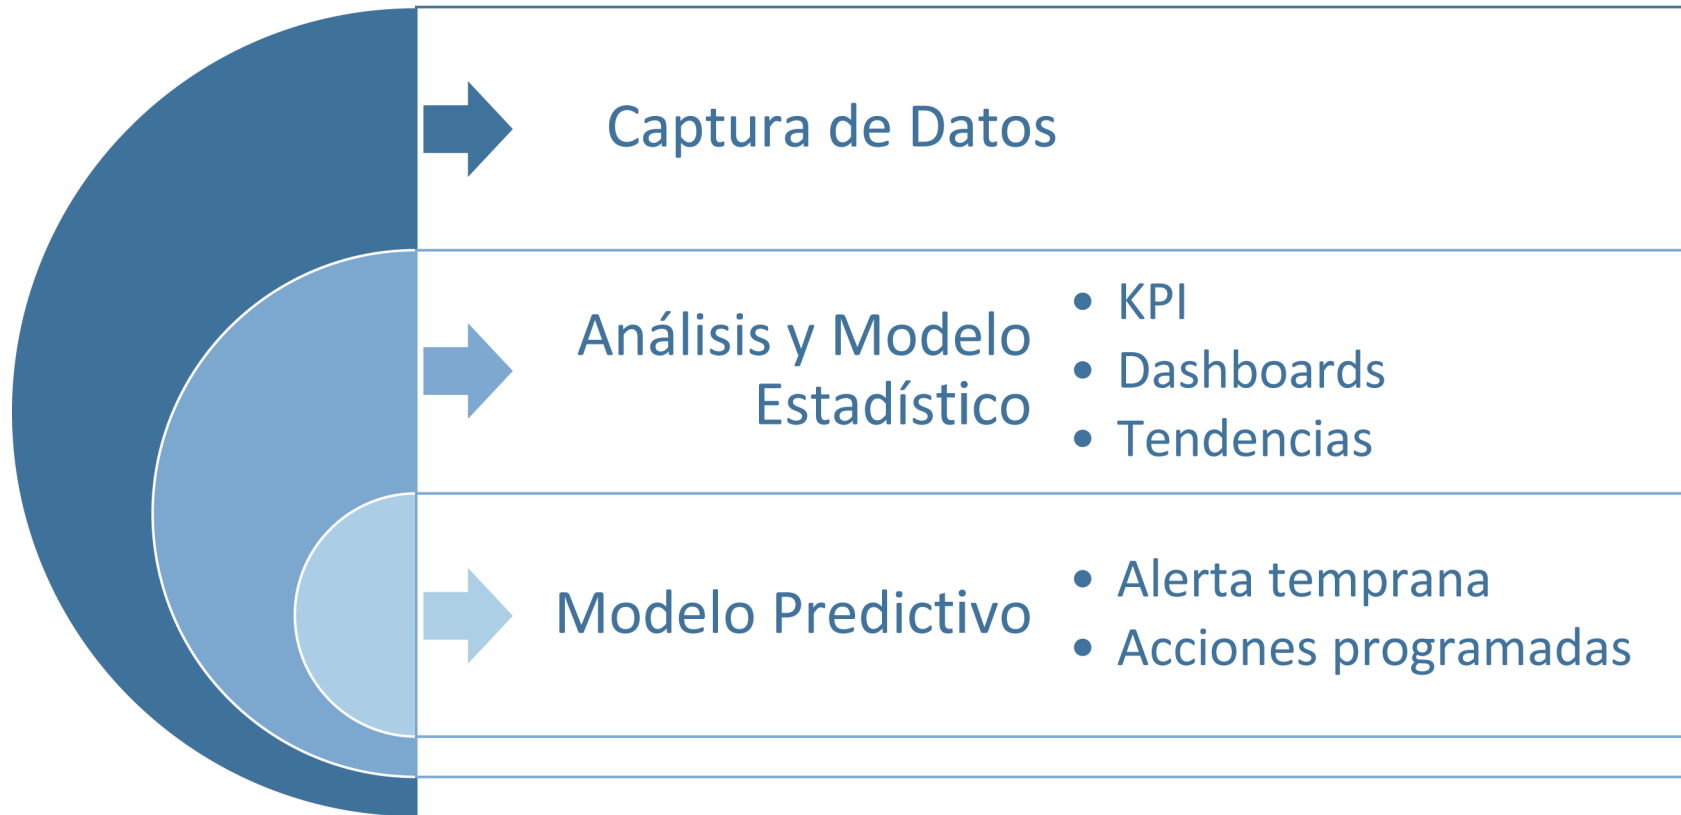 Captura de Datos
Análisis y Modelo
Estadístico
• KPI
• Dashboards
• Tendencias
Modelo Predictivo
• Alerta temprana
• Acciones programadas